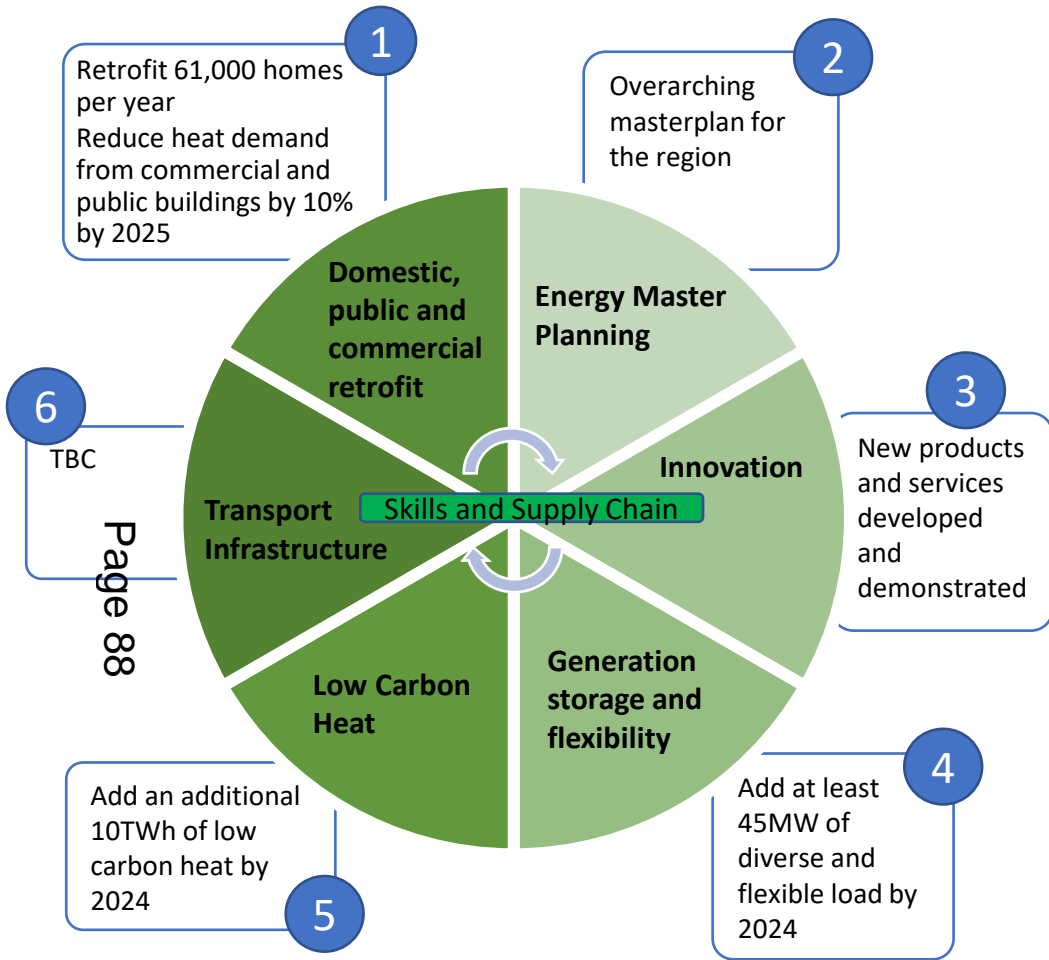 1
Retrofit 61,000 homes
per year
Reduce heat demand
from commercial and
public buildings by 10%
by 2025
2
Overarching
masterplan for
the region
Domestic,
public and
commercial
retrofit
Energy Master
Planning
6
TBC
3
New products
and services
developed
and
demonstrated
Innovation
Skills and Supply Chain
Transport
Infrastructure
Page 88
Low Carbon
Heat
Generation
storage and
flexibility
Add an additional
10TWh of low
carbon heat by
2024
5
4
Add at least
45MW of
diverse and
flexible load by
2024